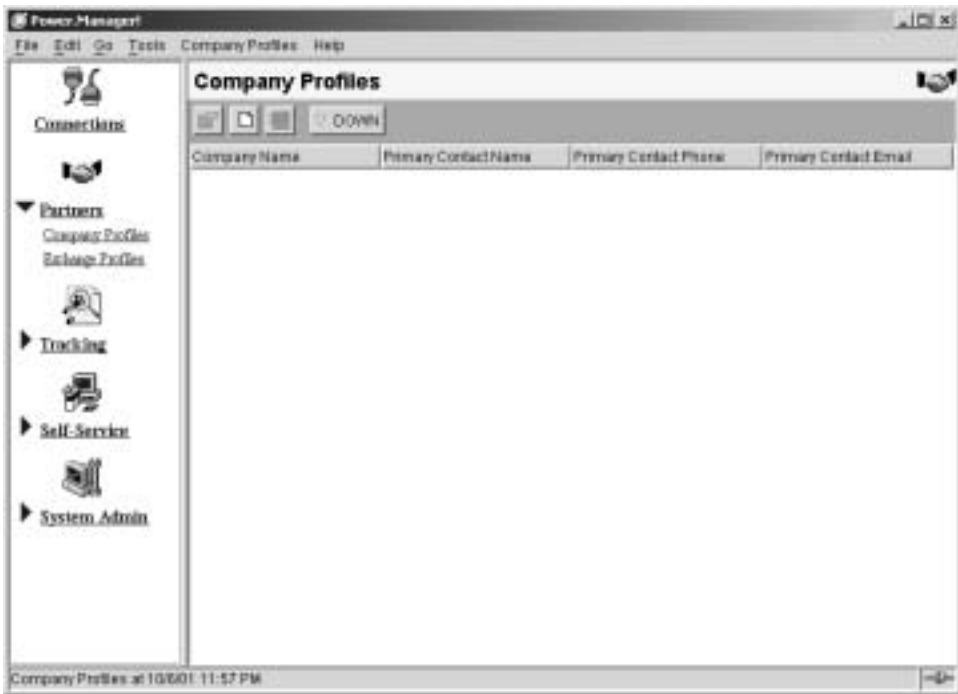 Power.Manager!
File Edit Go Tools Company Profiles Help
Connections
Partners
Company Profiles
Exchange Profiles
Tracking
Self-Service
System Admin
Company Profiles
DOWN
Company Name Primary Contact Name Primary Contact Phone Primary Contact Email
Company Profiles at 10/6/01 11:57 PM